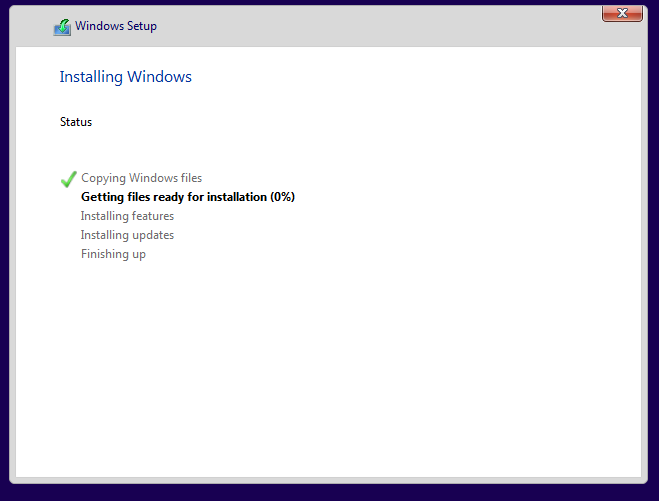 Windows Setup
Installing Windows
Status
Copying Windows files
Getting files ready for installation (0%)
Installing features
Installing updates
Finishing up